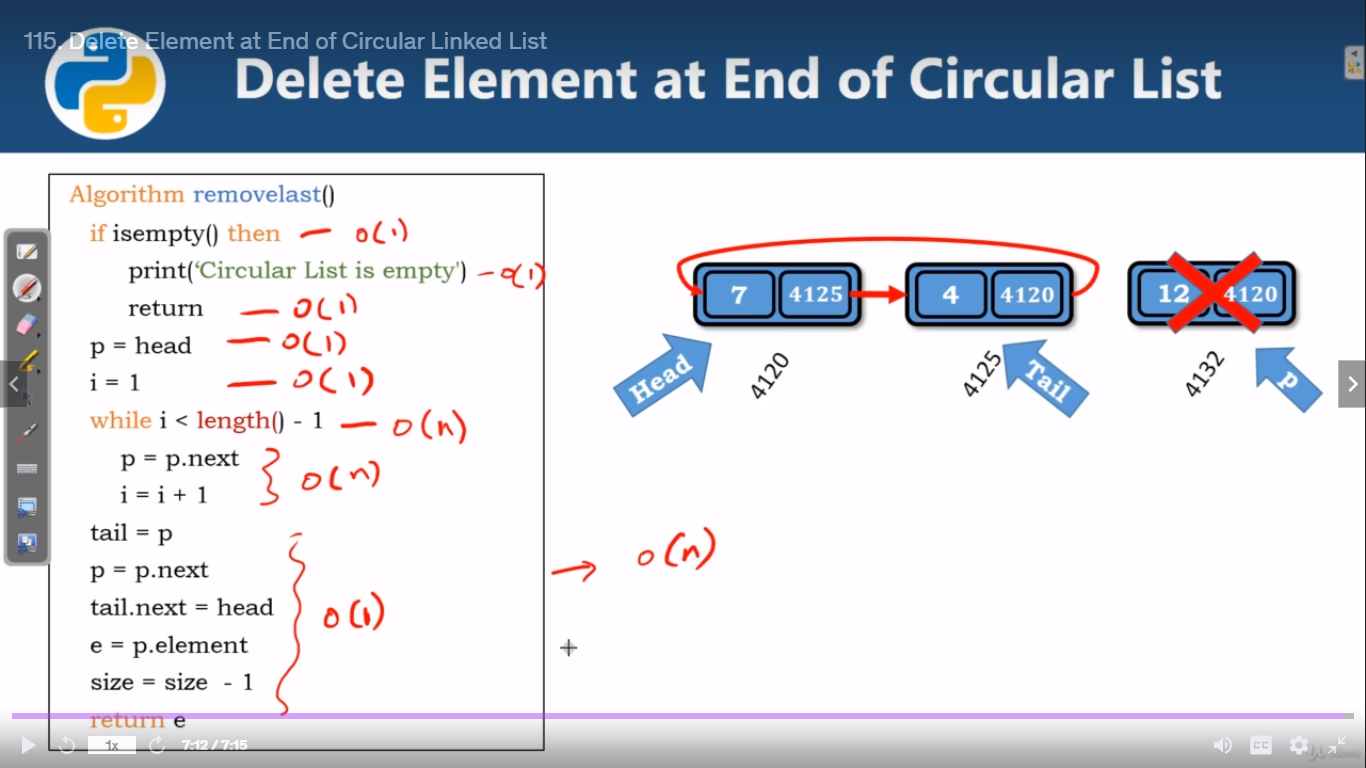 115. Delete Element at End of Circular Linked List
Delete Element at End of Circular List
Algorithm removelast()
if isempty() then — O(1)
print(‘Circular List is empty') — O(1)
return — O(1)
p = head — O(1)
i = 1 — O(1)
while i < length() - 1 — O(n)
p = p.next
i = i + 1
} O(n)
tail = p
p = p.next
tail.next = head
e = p.element
size = size - 1
return e
O(1)
→ O(n)
7 4125 4 4120 12 4120
Head 4120 4125 Tail 4132 p
1x 7:12 / 7:15 CC
Udemy